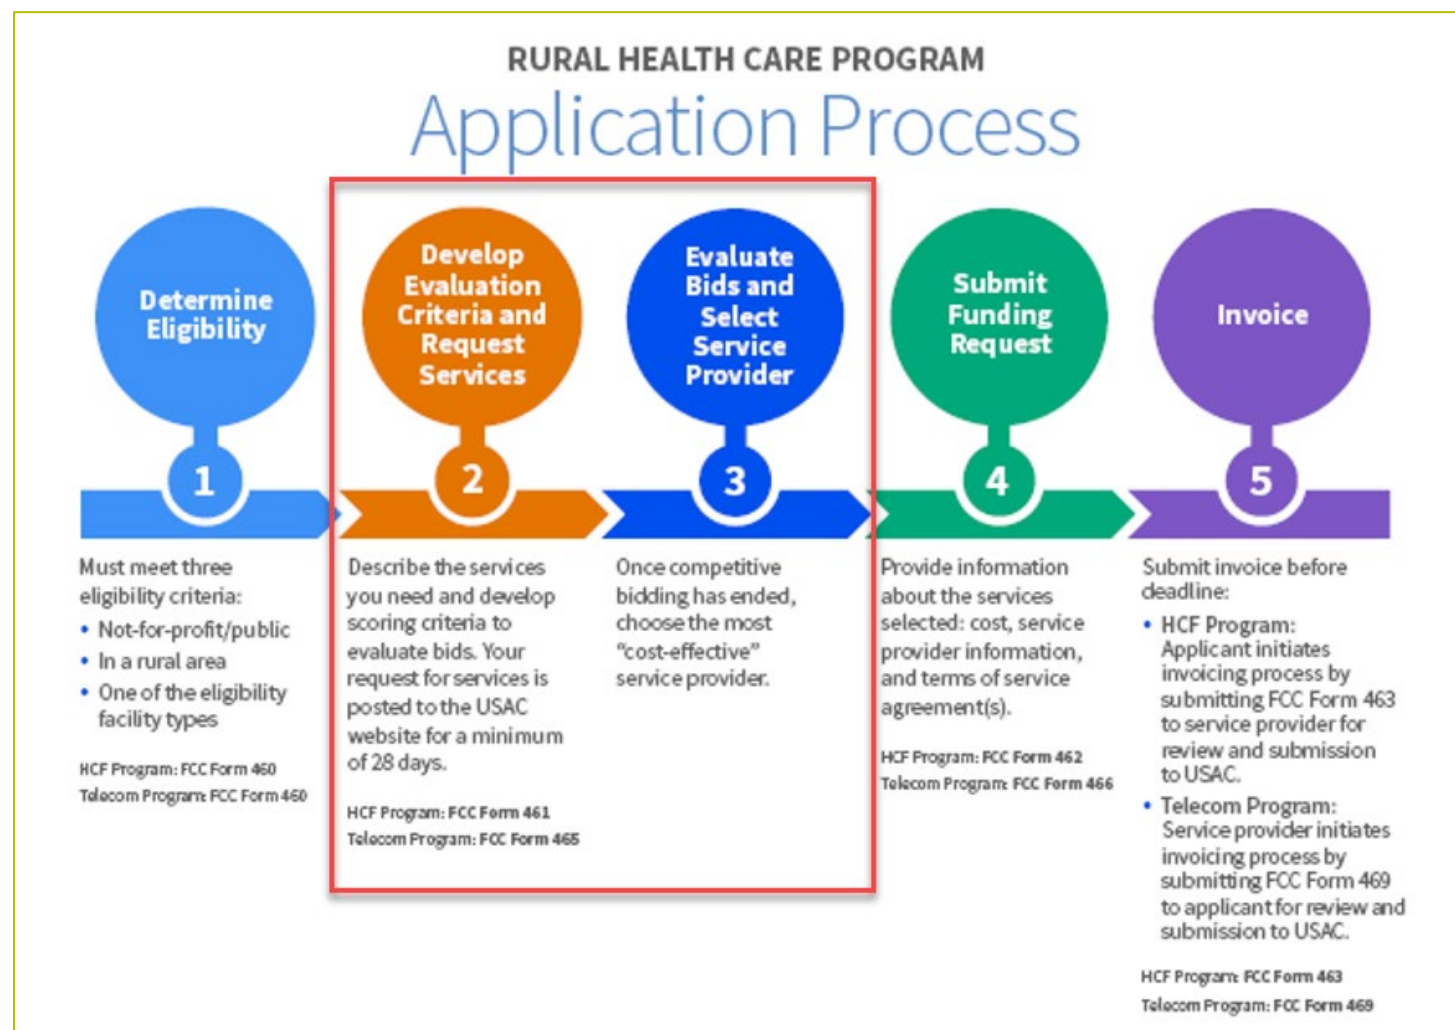 RURAL HEALTH CARE PROGRAM
Application Process
Determine
Eligibility
1
Must meet three
eligibility criteria:
• Not-for-profit/public
• In a rural area
• One of the eligibility
facility types
HCF Program: FCC Form 460
Telecom Program: FCC Form 460
Develop
Evaluation
Criteria and
Request
Services
2
Describe the services
you need and develop
scoring criteria to
evaluate bids. Your
request for services is
posted to the USAC
website for a minimum
of 28 days.
HCF Program: FCC Form 461
Telecom Program: FCC Form 465
Evaluate
Bids and
Select
Service
Provider
3
Once competitive
bidding has ended,
choose the most
“cost-effective”
service provider.
Submit
Funding
Request
4
Provide information
about the services
selected: cost, service
provider information,
and terms of service
agreement(s).
HCF Program: FCC Form 462
Telecom Program: FCC Form 466
Invoice
5
Submit invoice before
deadline:
• HCF Program:
Applicant initiates
invoicing process by
submitting FCC Form 463
to service provider for
review and submission
to USAC.
• Telecom Program:
Service provider initiates
invoicing process by
submitting FCC Form 469
to applicant for review and
submission to USAC.
HCF Program: FCC Form 463
Telecom Program: FCC Form 469